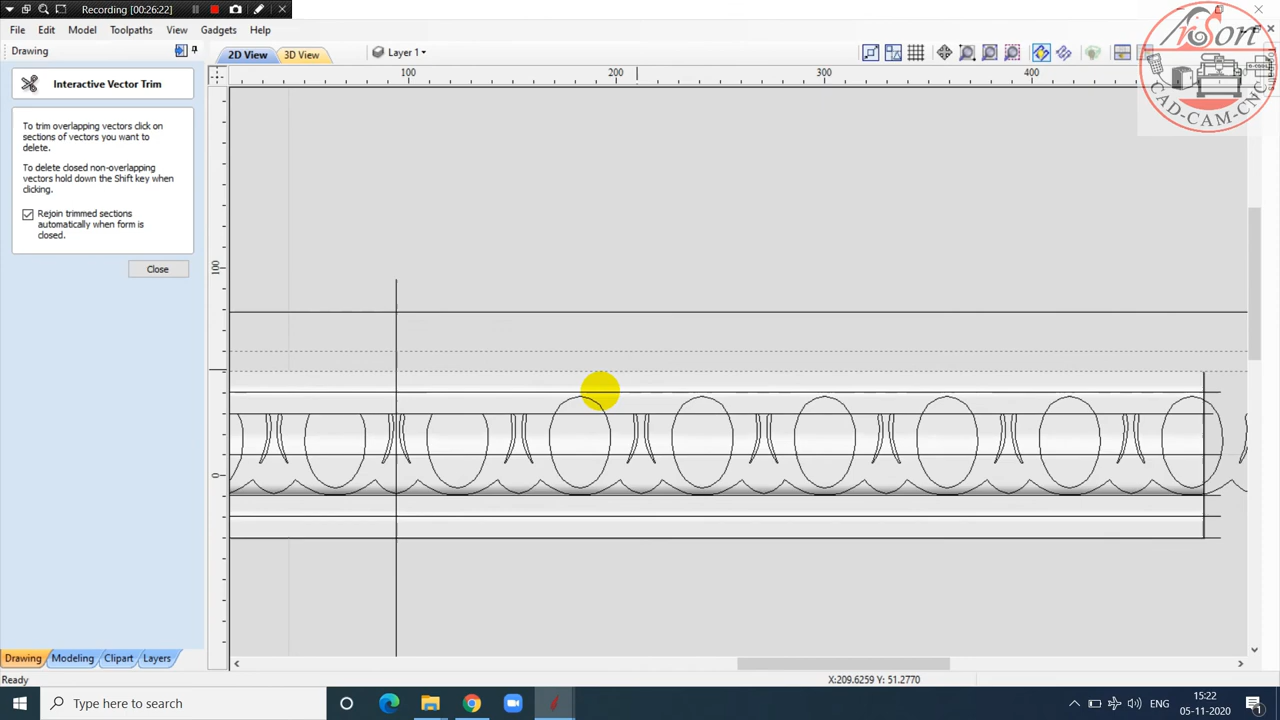 Recording [00:26:22]
File Edit Model Toolpaths View Gadgets Help
Drawing
2D View 3D View Layer 1
Interactive Vector Trim
To trim overlapping vectors click on
sections of vectors you want to
delete.
To delete closed non-overlapping
vectors hold down the Shift key when
clicking.
Rejoin trimmed sections
automatically when form is
closed.
Close
100 200 300 400
100
0
CAD-CAM-CNC
Drawing Modeling Clipart Layers
Ready
X:209.6259 Y: 51.2770
Type here to search
ENG
15:22
05-11-2020
1